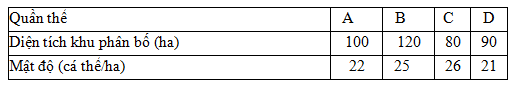 Quần thể A B C D
Diện tích khu phân bố (ha) 100 120 80 90
Mật độ (cá thể/ha) 22 25 26 21